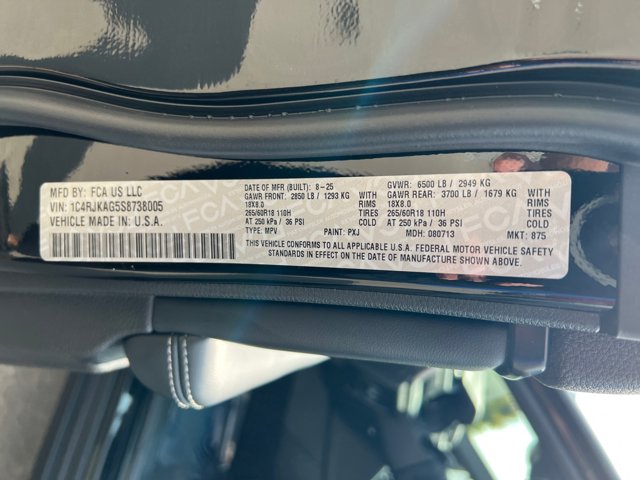 MFD BY: FCA US LLC
VIN: 1C4RJKAG5S8738005
VEHICLE MADE IN U.S.A.
DATE OF MFR (BUILT): 8-25 GVWR: 6500 LB / 2949 KG
GAWR FRONT: 2850 LB / 1293 KG WITH GAWR REAR: 3700 LB / 1679 KG WITH
18X8.0 RIMS 18X8.0 RIMS
265/60R18 110H TIRES 265/60R18 110H TIRES
AT 250 kPa / 36 PSI COLD AT 250 kPa / 36 PSI COLD
TYPE: MPV PAINT: PXJ MDH: 080713 MKT: 875
THIS VEHICLE CONFORMS TO ALL APPLICABLE U.S.A. FEDERAL MOTOR VEHICLE SAFETY
STANDARDS IN EFFECT ON THE DATE OF MANUFACTURE SHOWN ABOVE.